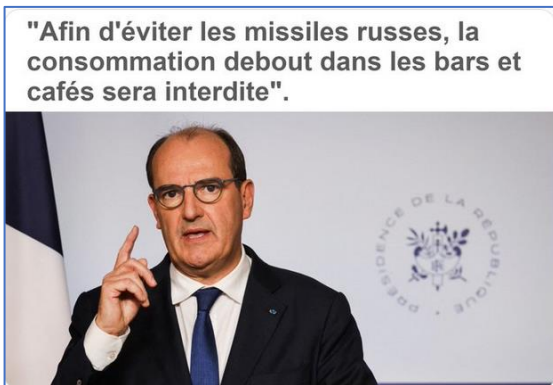 "Afin d'éviter les missiles russes, la
consommation debout dans les bars et
cafés sera interdite".
PRÉSIDENCE DE LA RÉPUBLIQUE